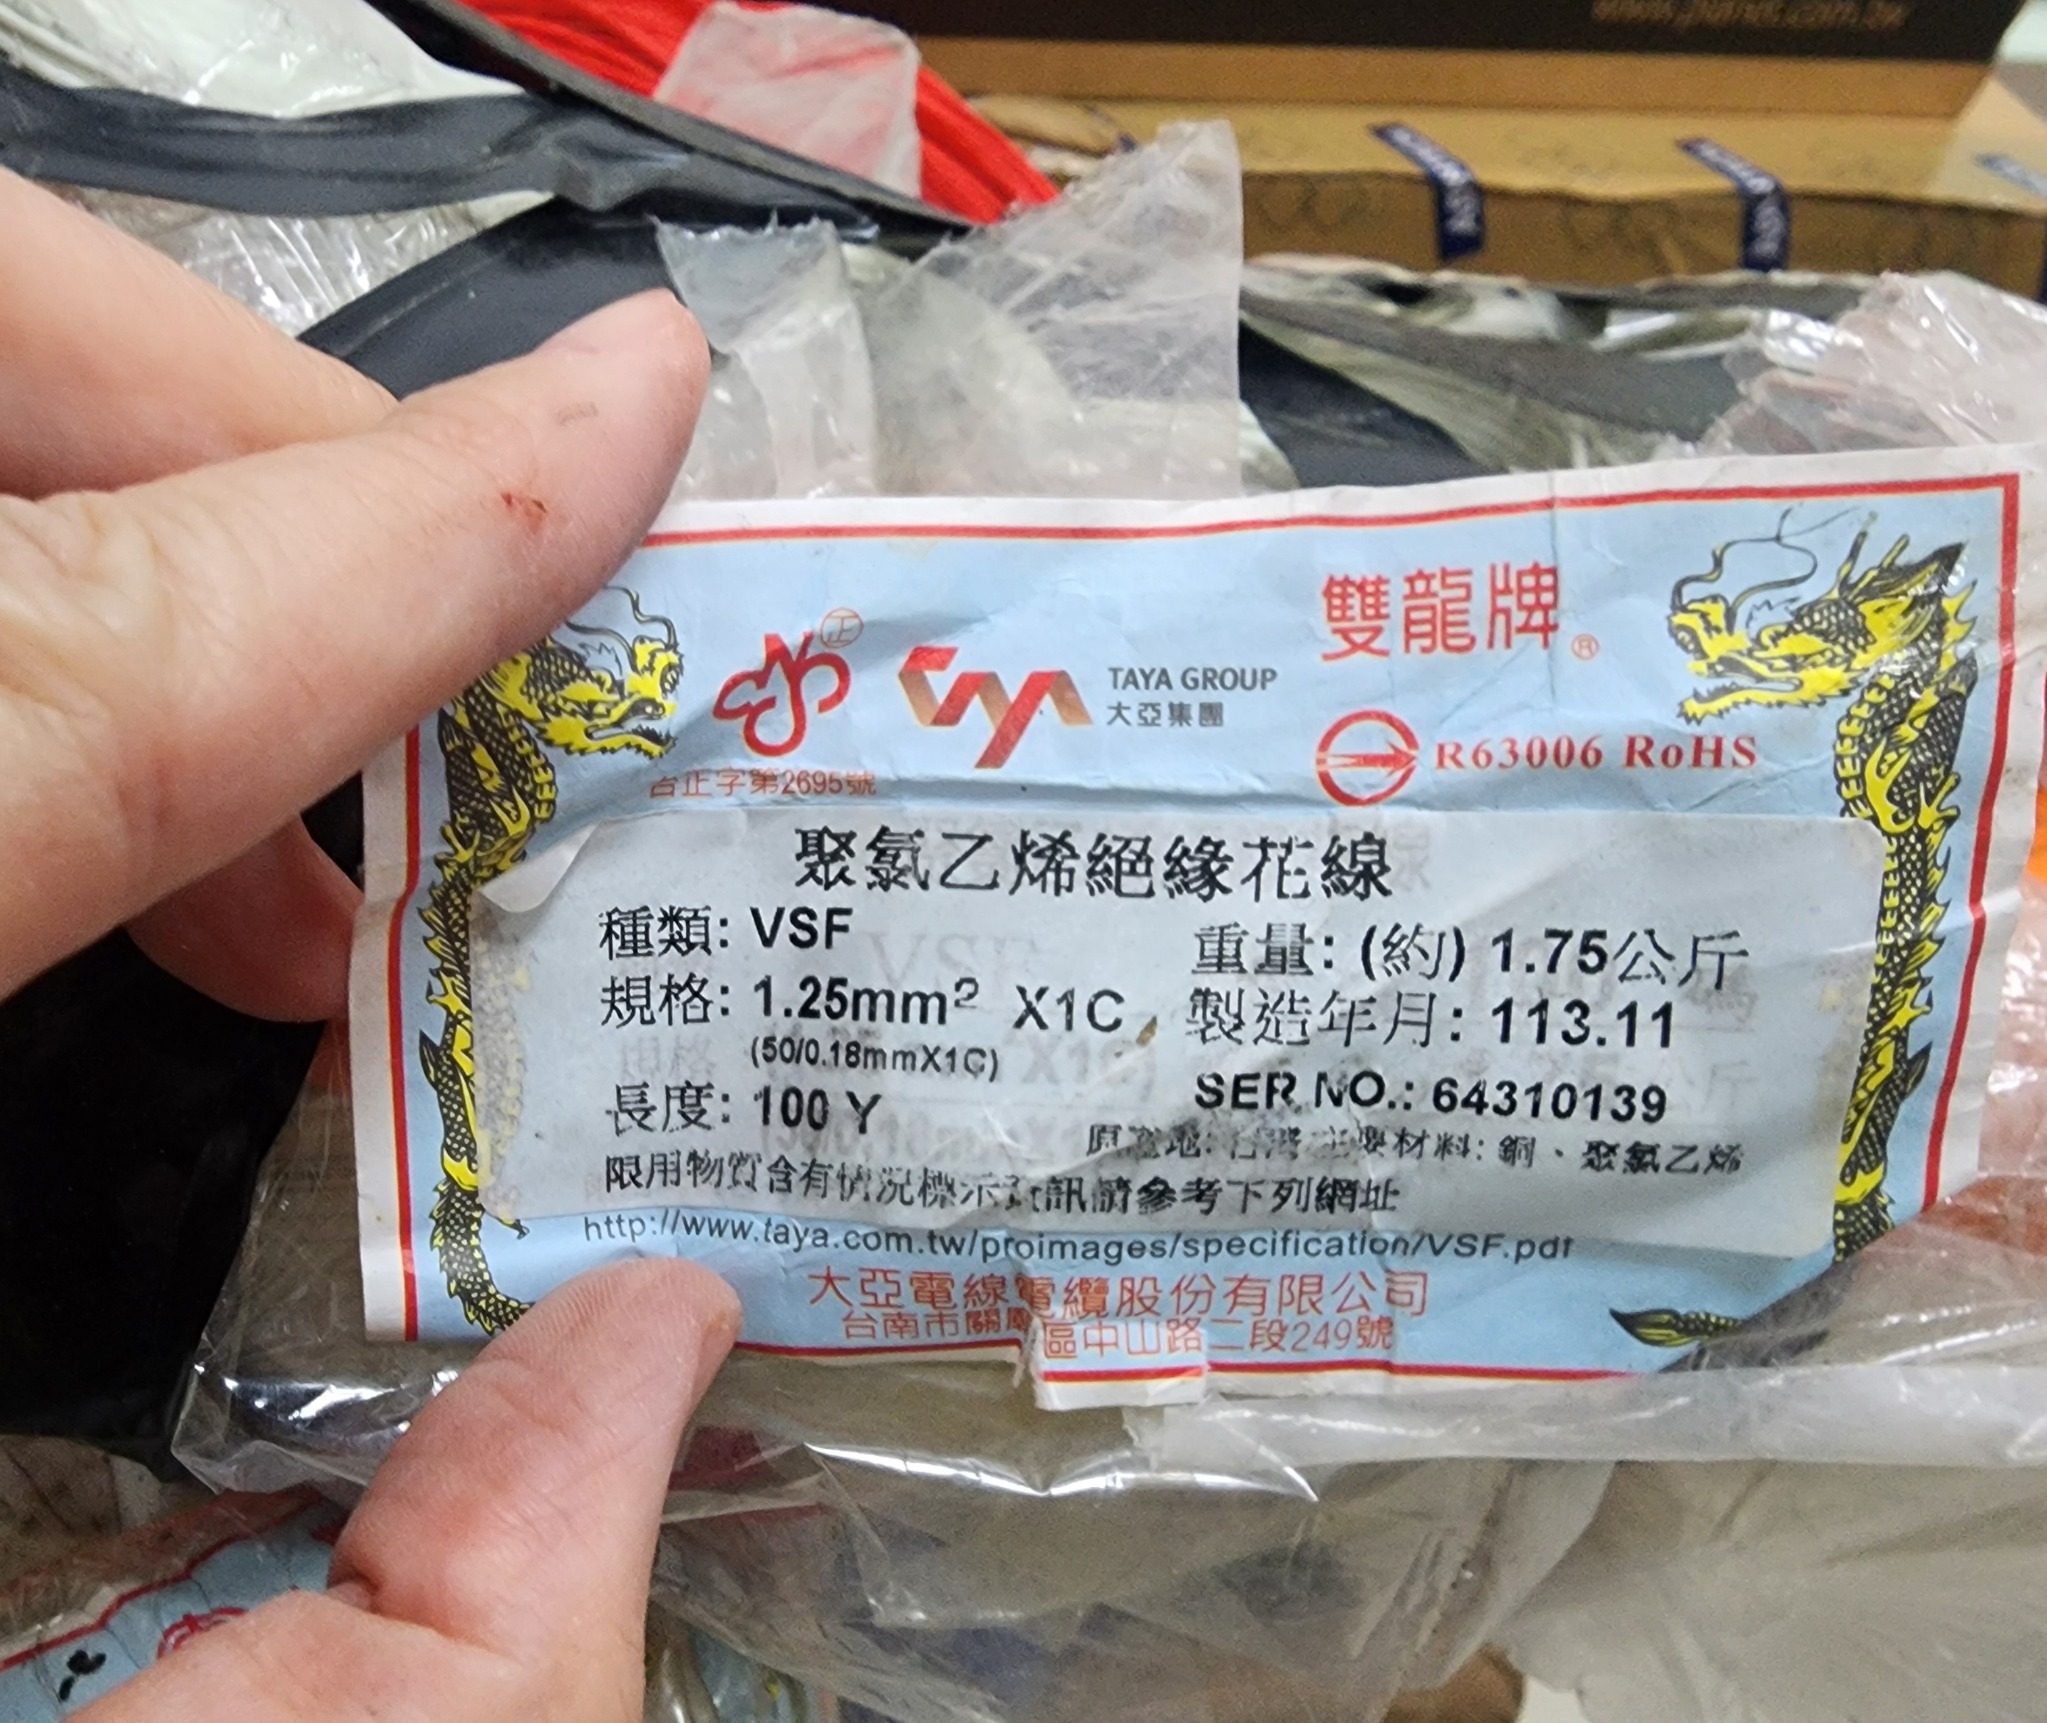 www.planet.com.tw
雙龍牌®
正
TAYA GROUP
大亞集團
R63006 RoHS
台正字第2695號
聚氯乙烯絕緣花線
種類: VSF
重量: (約) 1.75公斤
規格: 1.25mm² X1C
製造年月: 113.11
(50/0.18mmX1C)
長度: 100 Y
SER NO.: 64310139
原產地: 台灣 主要材料: 銅、聚氯乙烯
限用物質含有情況標示資訊請參考下列網址
http://www.taya.com.tw/proimages/specification/VSF.pdf
大亞電線電纜股份有限公司
台南市關廟區中山路二段249號